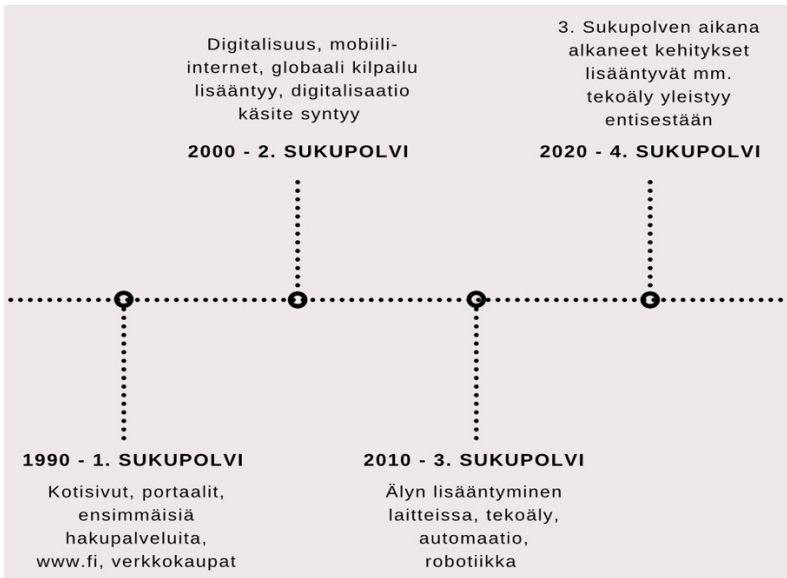 Digitalisuus, mobiili-
internet, globaali kilpailu
lisääntyy, digitalisaatio
käsite syntyy
2000 - 2. SUKUPOLVI
3. Sukupolven aikana
alkaneet kehitykset
lisääntyvät mm.
tekoäly yleistyy
entisestään
2020 - 4. SUKUPOLVI
1990 - 1. SUKUPOLVI
Kotisivut, portaalit,
ensimmäisiä
hakupalveluita,
www.fi, verkkokaupat
2010 - 3. SUKUPOLVI
Älyn lisääntyminen
laitteissa, tekoäly,
automaatio,
robotiikka